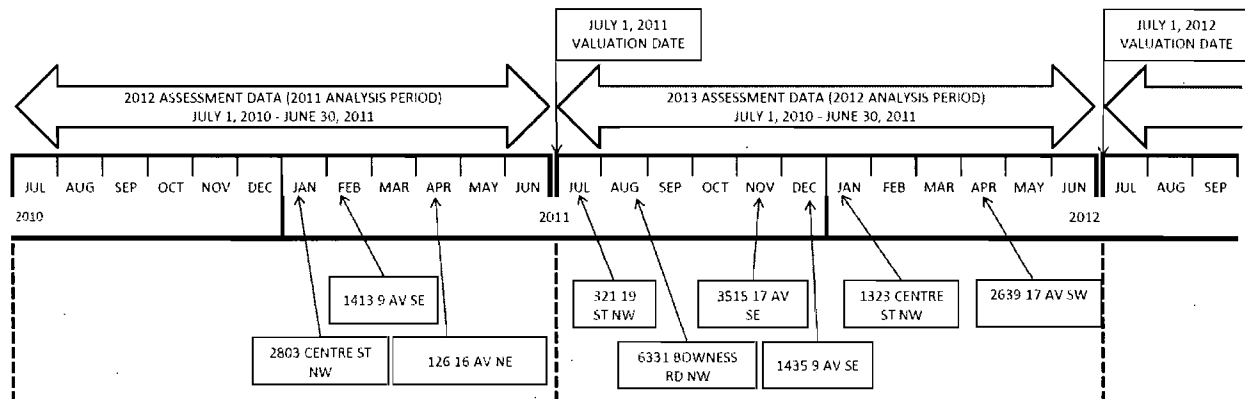 JULY 1, 2011
VALUATION DATE
JULY 1, 2012
VALUATION DATE
2012 ASSESSMENT DATA (2011 ANALYSIS PERIOD)
JULY 1, 2010 - JUNE 30, 2011
2013 ASSESSMENT DATA (2012 ANALYSIS PERIOD)
JULY 1, 2010 - JUNE 30, 2011
JUL AUG SEP OCT NOV DEC JAN FEB MAR APR MAY JUN JUL AUG SEP OCT NOV DEC JAN FEB MAR APR MAY JUN JUL AUG SEP
2010 2011 2012
1413 9 AV SE
321 19
ST NW
3515 17 AV
SE
1323 CENTRE
ST NW
2639 17 AV SW
2803 CENTRE ST
NW
126 16 AV NE
6331 BOWNESS
RD NW
1435 9 AV SE